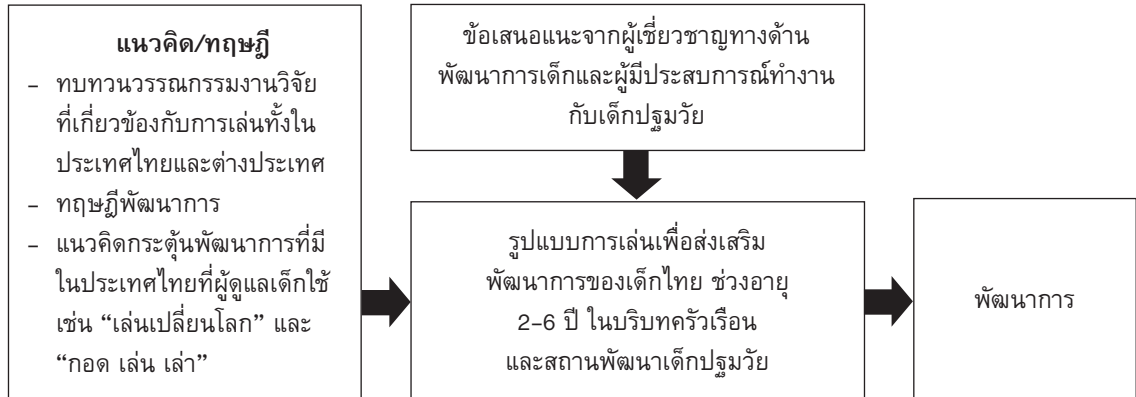 แนวคิด/ทฤษฎี
- ทบทวนวรรณกรรมงานวิจัย
ที่เกี่ยวข้องกับการเล่นทั้งใน
ประเทศไทยและต่างประเทศ
- ทฤษฎีพัฒนาการ
- แนวคิดกระตุ้นพัฒนาการที่มี
ในประเทศไทยที่ผู้ดูแลเด็กใช้
เช่น “เล่นเปลี่ยนโลก” และ
“กอด เล่น เล่า”
ข้อเสนอแนะจากผู้เชี่ยวชาญทางด้าน
พัฒนาการเด็กและผู้มีประสบการณ์ทำงาน
กับเด็กปฐมวัย
รูปแบบการเล่นเพื่อส่งเสริม
พัฒนาการของเด็กไทย ช่วงอายุ
2-6 ปี ในบริบทครัวเรือน
และสถานพัฒนาเด็กปฐมวัย
พัฒนาการ